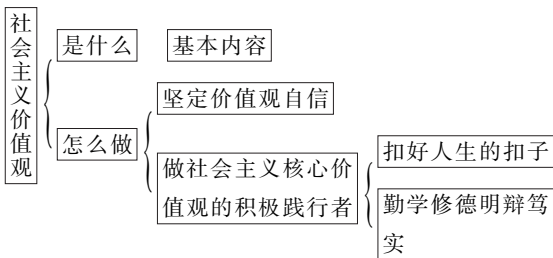 社会主义价值观
是什么
基本内容
怎么做
坚定价值观自信
做社会主义核心价
值观的积极践行者
扣好人生的扣子
勤学修德明辩笃
实